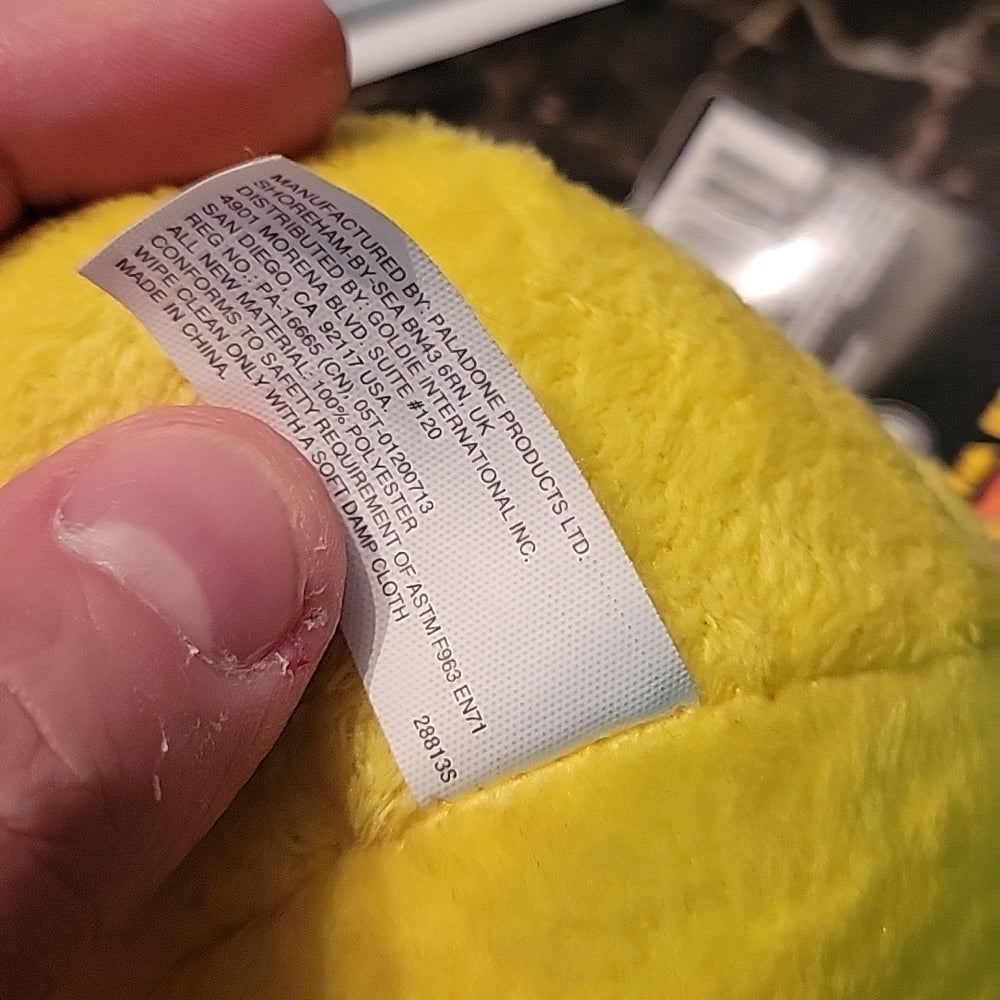 MANUFACTURED BY: PALADONE PRODUCTS LTD.
SHOREHAM-BY-SEA BN43 6RN, UK
DISTRIBUTED BY: GOLDIE INTERNATIONAL INC.
4901 MORENA BLVD, SUITE #120
SAN DIEGO, CA 92117 USA.
REG NO. PA-16665 (CN), 05T-01200713
ALL NEW MATERIAL. 100% POLYESTER
CONFORMS TO SAFETY REQUIREMENT OF ASTM F963 EN71
WIPE CLEAN ONLY WITH A SOFT DAMP CLOTH
MADE IN CHINA.
28813S